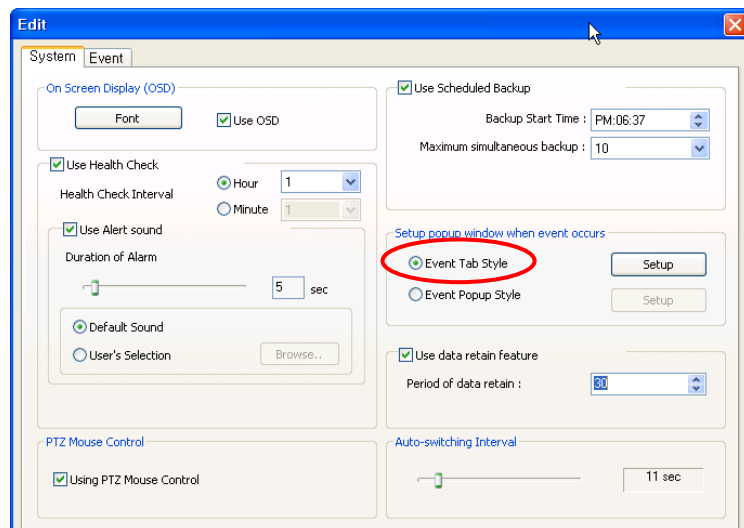 Edit
System Event
On Screen Display (OSD)
Font
Use OSD
Use Health Check
Health Check Interval
Hour 1
Minute 1
Use Alert sound
Duration of Alarm
5 sec
Default Sound
User's Selection Browse..
PTZ Mouse Control
Using PTZ Mouse Control
Use Scheduled Backup
Backup Start Time : PM:06:37
Maximum simultaneous backup : 10
Setup popup window when event occurs
Event Tab Style Setup
Event Popup Style Setup
Use data retain feature
Period of data retain : 30
Auto-switching Interval
11 sec